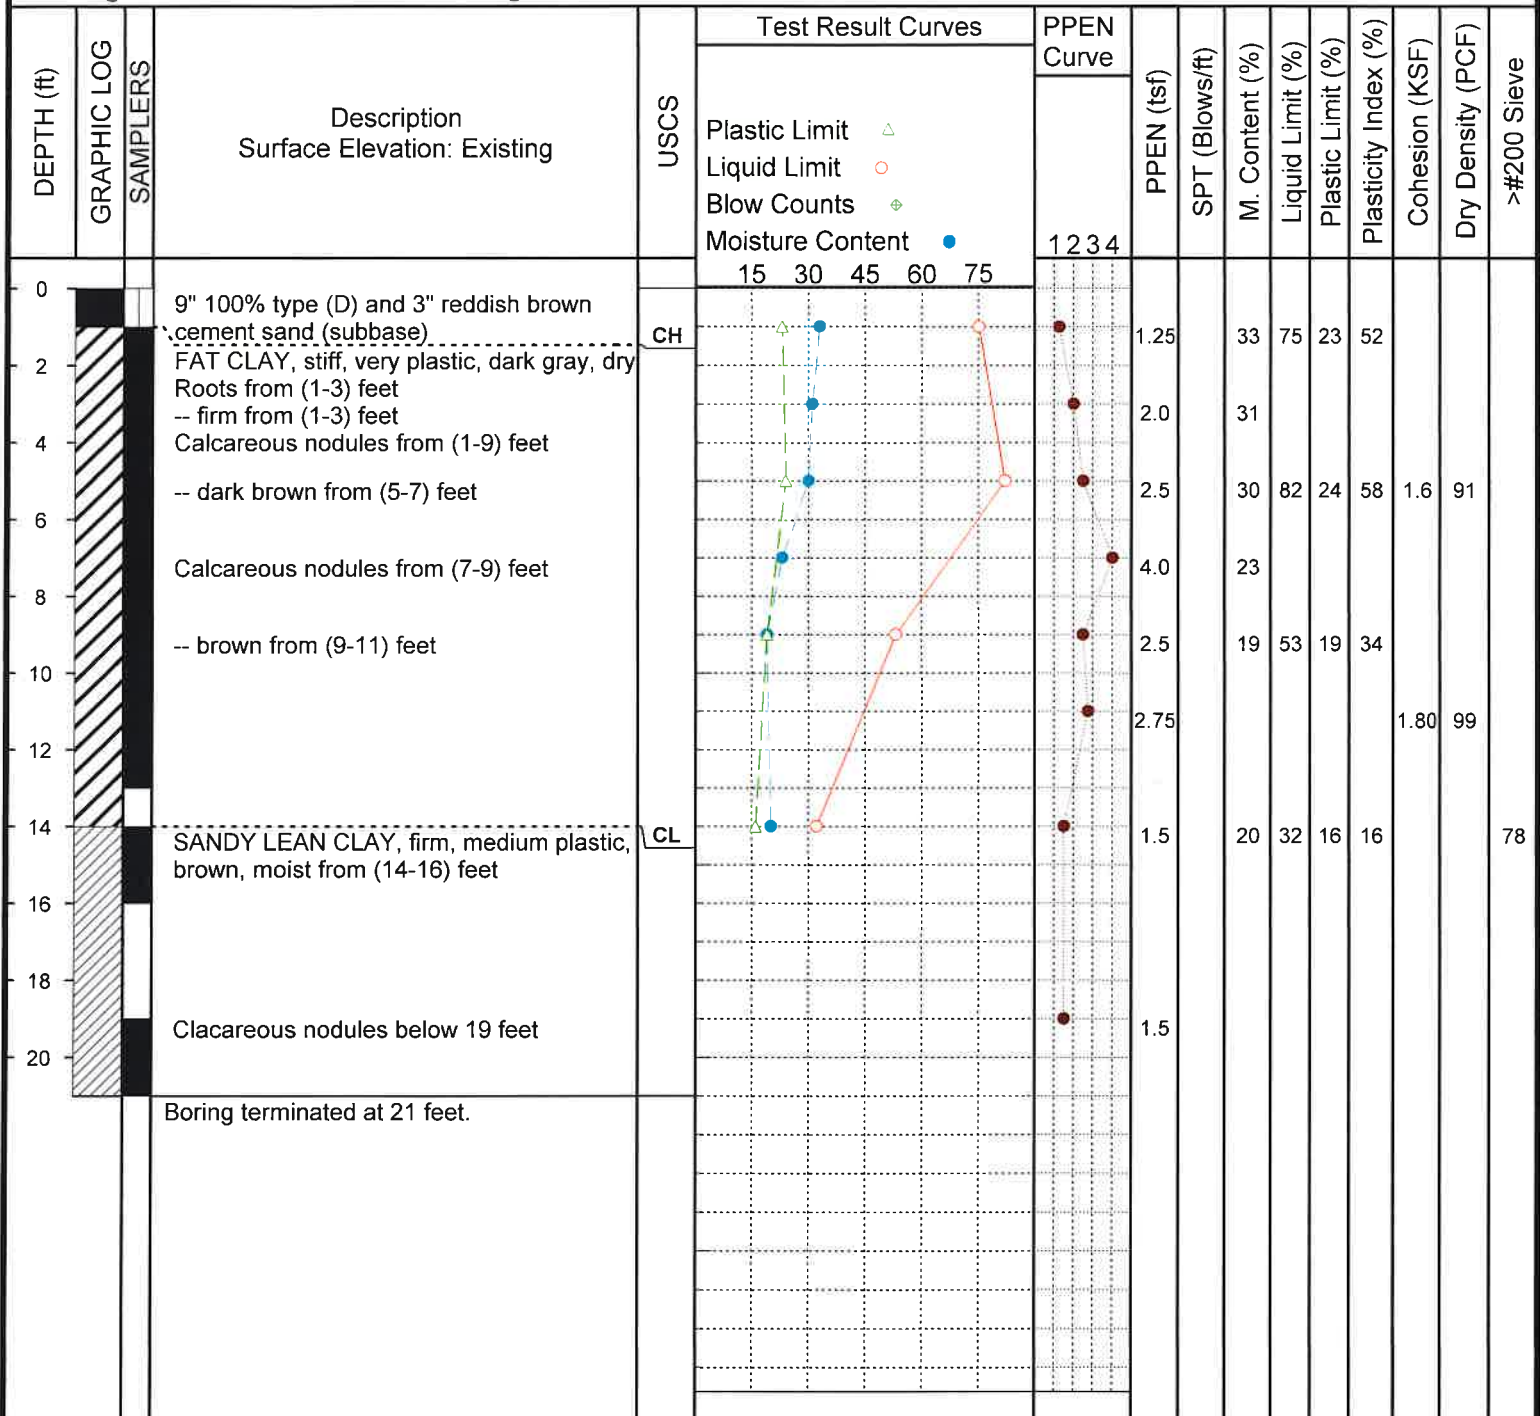 Test Result Curves
PPEN
Curve
DEPTH (ft)
GRAPHIC LOG
SAMPLERS
Description
Surface Elevation: Existing
USCS
Plastic Limit
Liquid Limit
Blow Counts
Moisture Content
15 30 45 60 75
1 2 3 4
PPEN (tsf)
SPT (Blows/ft)
M. Content (%)
Liquid Limit (%)
Plastic Limit (%)
Plasticity Index (%)
Cohesion (KSF)
Dry Density (PCF)
>#200 Sieve
0
9" 100% type (D) and 3" reddish brown
cement sand (subbase)
CH
1.25 33 75 23 52
2
FAT CLAY, stiff, very plastic, dark gray, dry
Roots from (1-3) feet
-- firm from (1-3) feet
2.0 31
4
Calcareous nodules from (1-9) feet
-- dark brown from (5-7) feet
2.5 30 82 24 58 1.6 91
6
Calcareous nodules from (7-9) feet
4.0 23
8
-- brown from (9-11) feet
2.5 19 53 19 34
10
2.75 1.80 99
12
14
SANDY LEAN CLAY, firm, medium plastic,
brown, moist from (14-16) feet
CL
1.5 20 32 16 16 78
16
18
Clacareous nodules below 19 feet
1.5
20
Boring terminated at 21 feet.